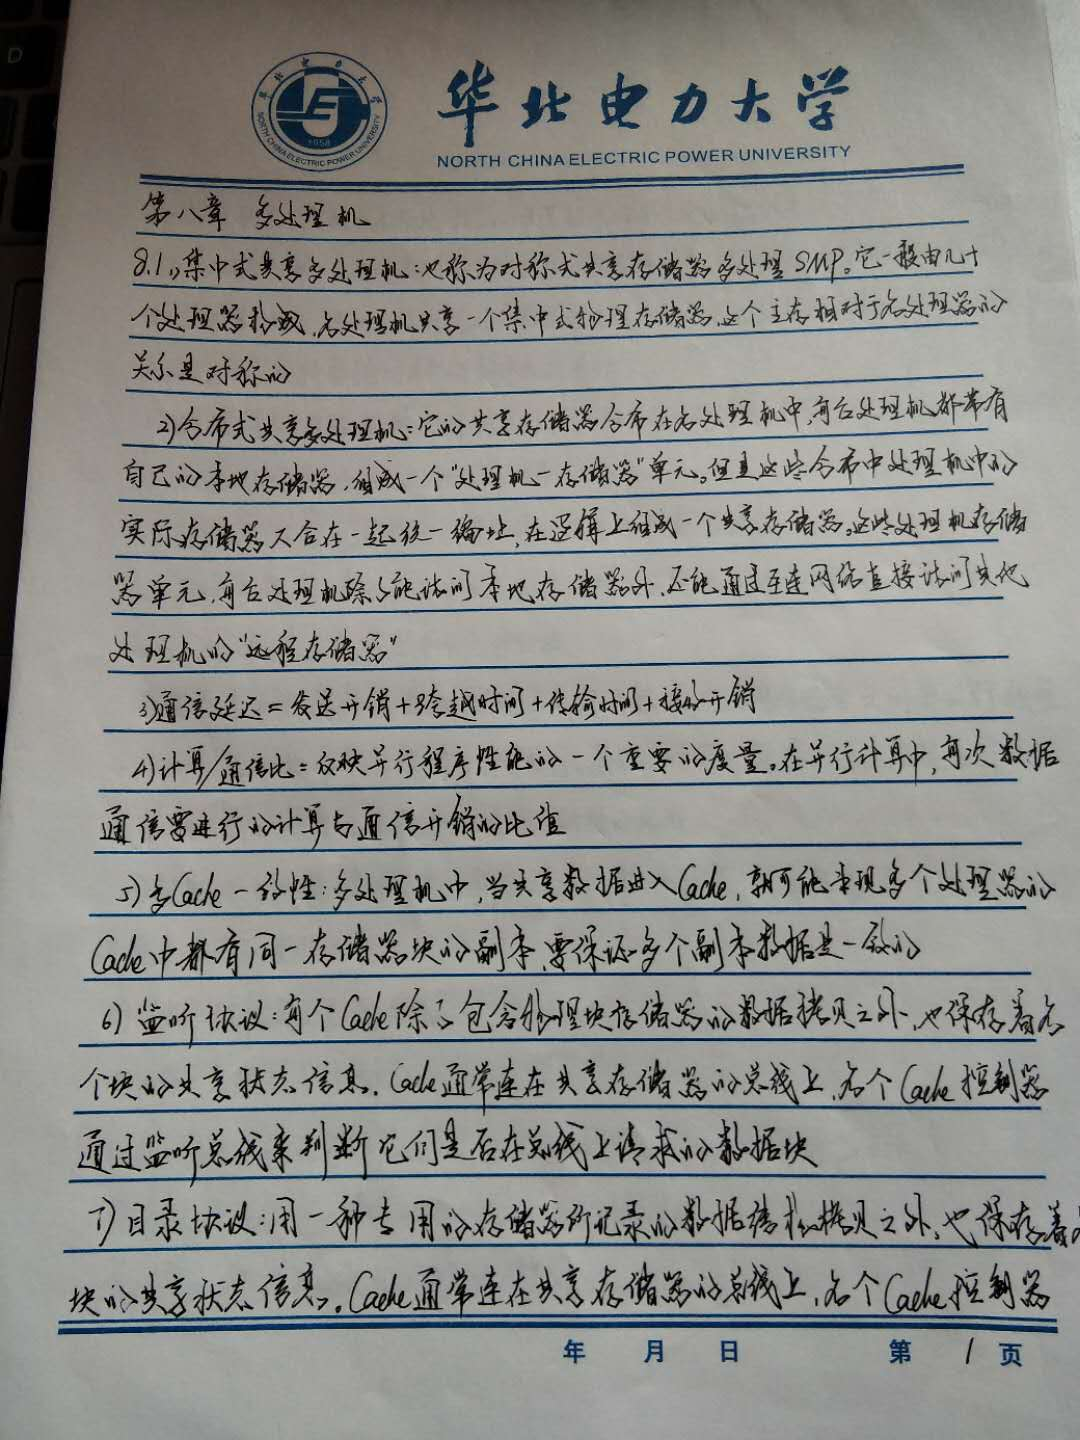 华北电力大学
NORTH CHINA ELECTRIC POWER UNIVERSITY
NORTH CHINA ELECTRIC POWER UNIVERSITY
1958
第八章 多处理机
8.1 1)集中式共享多处理机:也称为对称式共享存储器多处理SMP。它一般由几十
个处理器构成,各处理机共享一个集中式物理存储器,这个主存相对于各处理器的
关系是对称的
2)分布式共享多处理机:它的共享存储器分布在各处理机中,每台处理机都带有
自己的本地存储器,组成一个“处理机-存储器”单元。但是这些分布中处理机中的
实际存储器又合在一起统一编址,在逻辑上组成一个共享存储器。这些处理机存储
器单元,每台处理机除了能访问本地存储器外,还能通过互连网络直接访问其他
处理机的“远程存储器”
3)通信延迟=发送开销+跨越时间+传输时间+接收开销
4)计算/通信比=反映并行程序性能的一个重要的度量。在并行计算中,每次数据
通信要进行的计算与通信开销的比值
5)多Cache一致性:多处理机中,当共享数据进入Cache,就可能出现多个处理器的
Cache中都有同一存储器块的副本,要保证多个副本数据是一致的
6)监听协议:每个Cache除了包含物理块存储器的数据拷贝之外,也保存着各
个块的共享状态信息。Cache通常连在共享存储器的总线上,各个Cache控制器
通过监听总线来判断它们是否在总线上请求的数据块
7)目录协议:用一种专用的存储器所记录的数据结构拷贝之外,也保存着各
块的共享状态信息。Cache通常连在共享存储器的总线上,各个Cache控制器
年 月 日 第 1 页